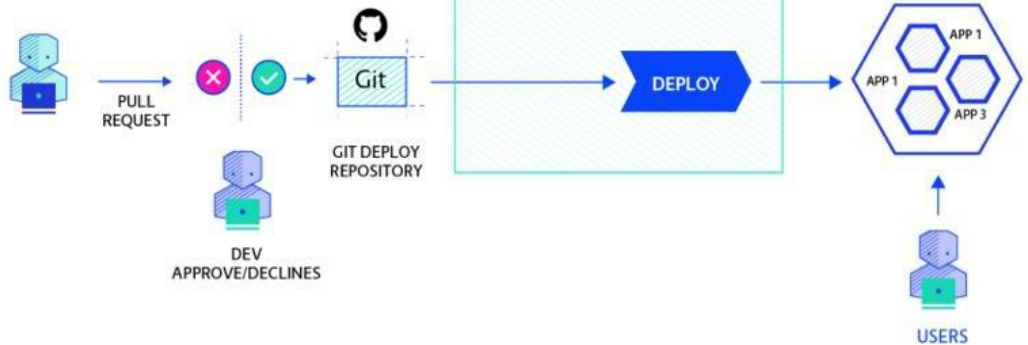 PULL
REQUEST
Git
GIT DEPLOY
REPOSITORY
DEV
APPROVE/DECLINES
DEPLOY
APP 1
APP 1
APP 3
USERS